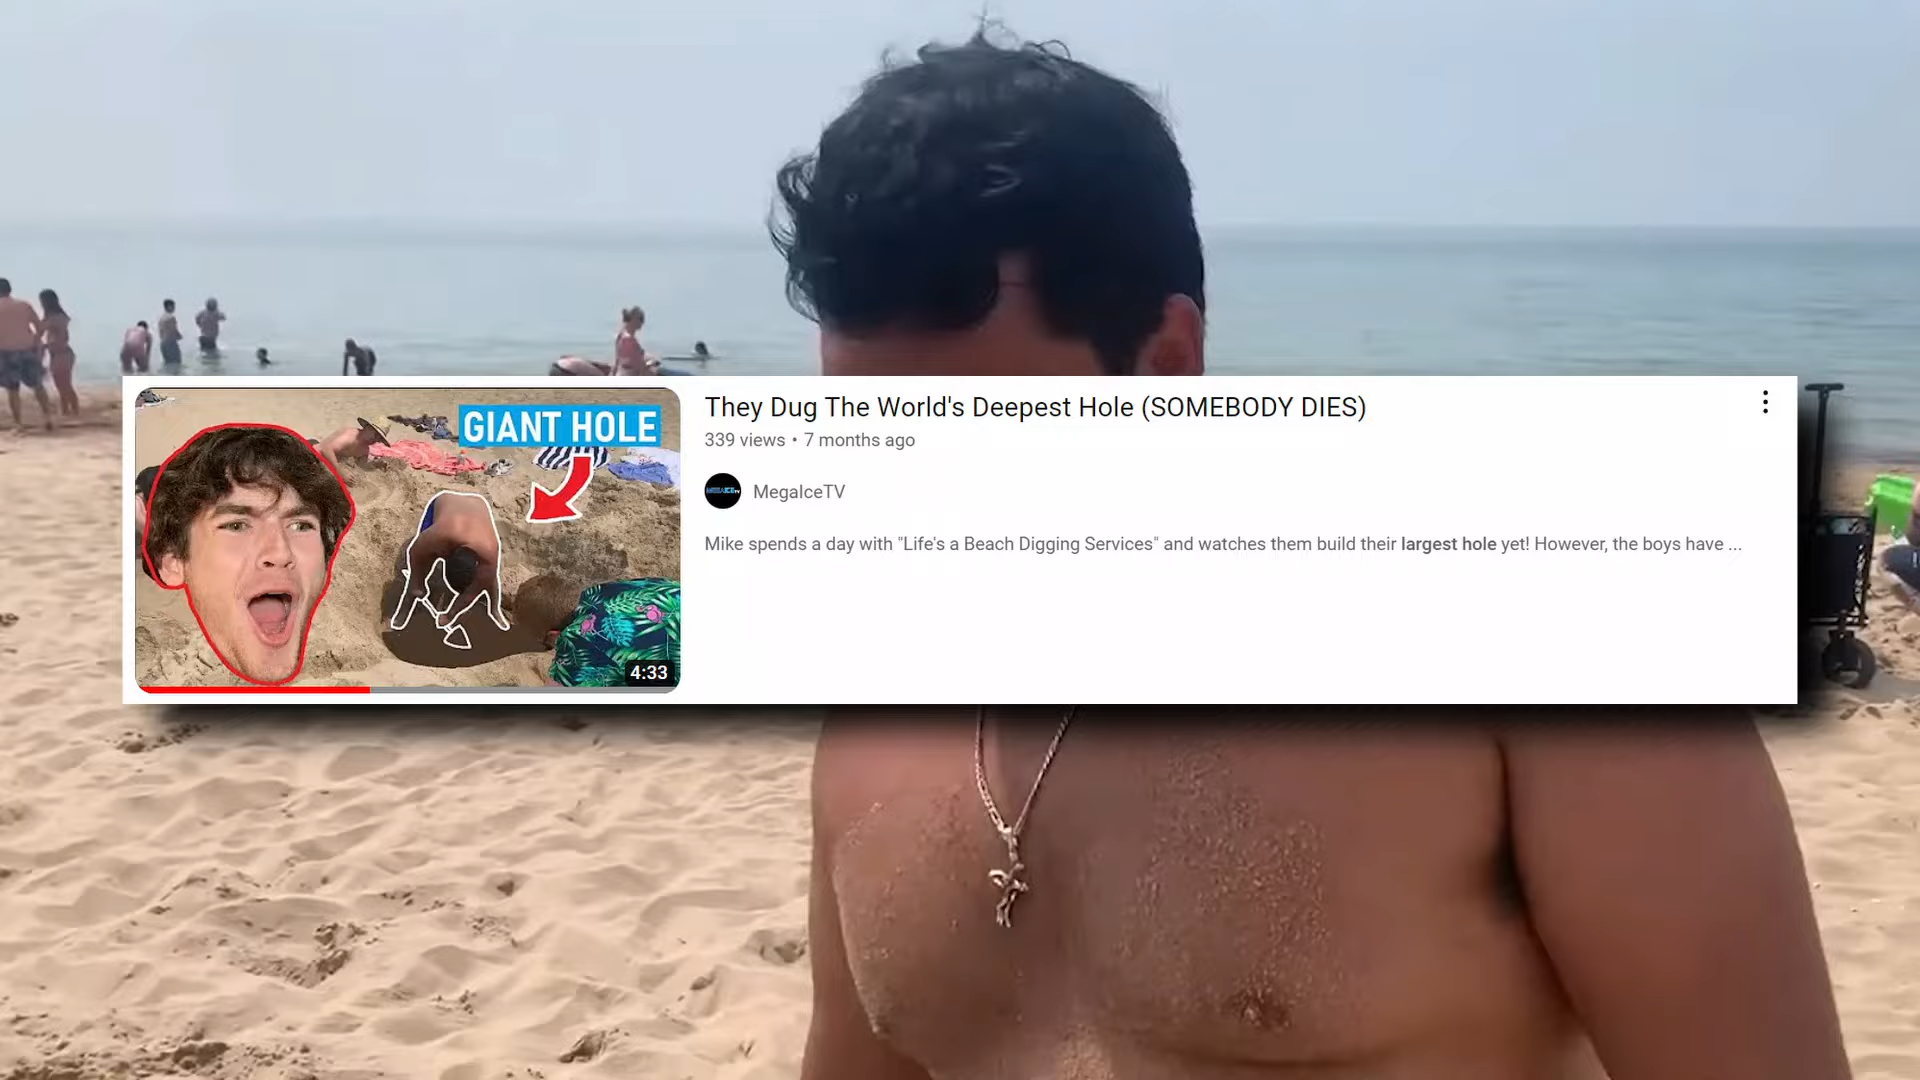 GIANT HOLE
4:33
They Dug The World's Deepest Hole (SOMEBODY DIES)
339 views • 7 months ago
MegaIceTV
Mike spends a day with "Life's a Beach Digging Services" and watches them build their largest hole yet! However, the boys have ...